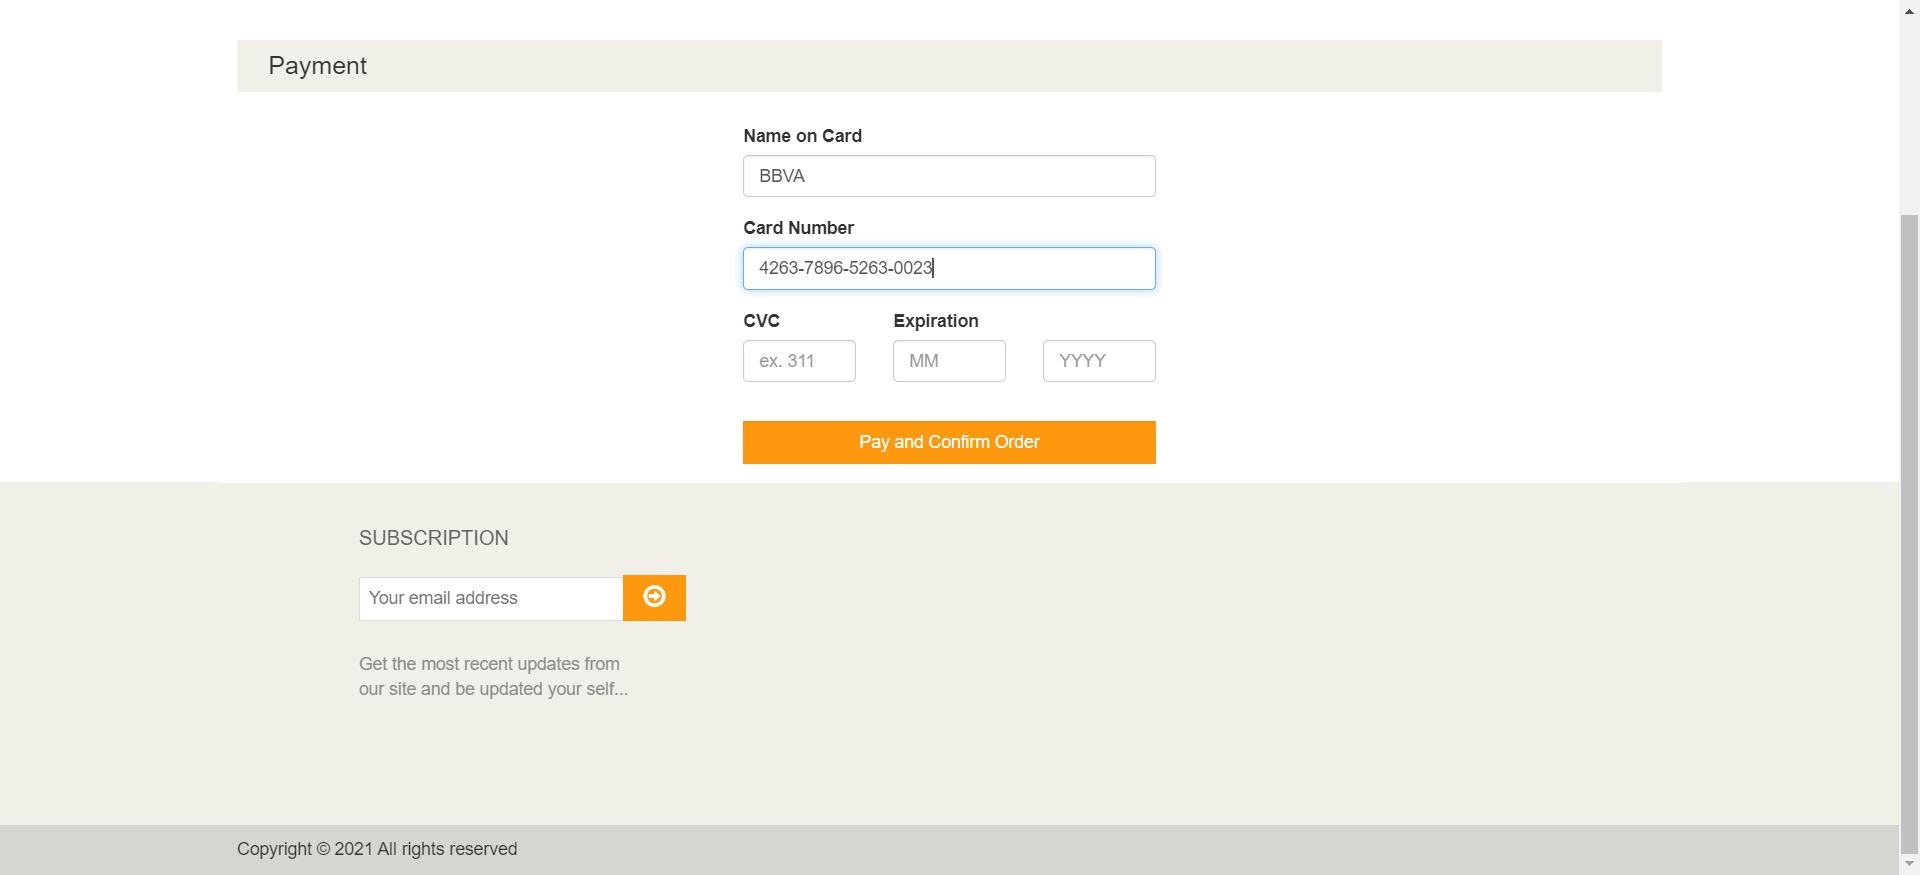 Payment
Name on Card
BBVA
Card Number
4263-7896-5263-0023
CVC Expiration
ex. 311 MM YYYY
Pay and Confirm Order
SUBSCRIPTION
Your email address
Get the most recent updates from
our site and be updated your self...
Copyright © 2021 All rights reserved